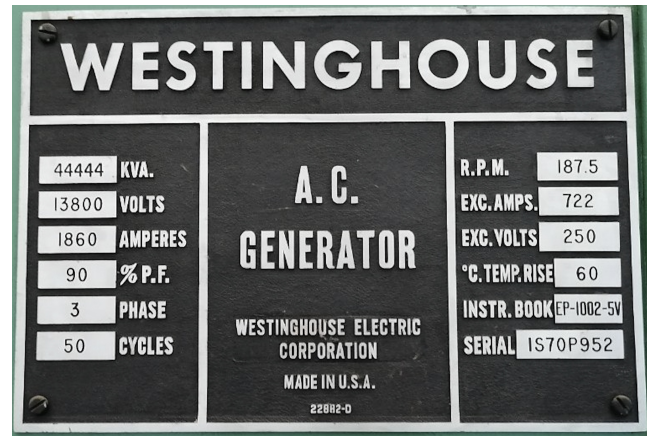 WESTINGHOUSE
44444 KVA.
13800 VOLTS
1860 AMPERES
90 % P.F.
3 PHASE
50 CYCLES
A.C.
GENERATOR
WESTINGHOUSE ELECTRIC
CORPORATION
MADE IN U.S.A.
22882-D
R.P.M. 187.5
EXC. AMPS. 722
EXC. VOLTS 250
°C. TEMP. RISE 60
INSTR. BOOK EP-1002-5V
SERIAL 1S70P952